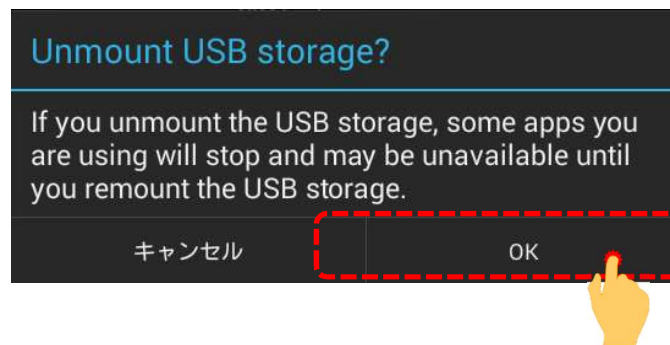 Unmount USB storage?
If you unmount the USB storage, some apps you
are using will stop and may be unavailable until
you remount the USB storage.
キャンセル
OK